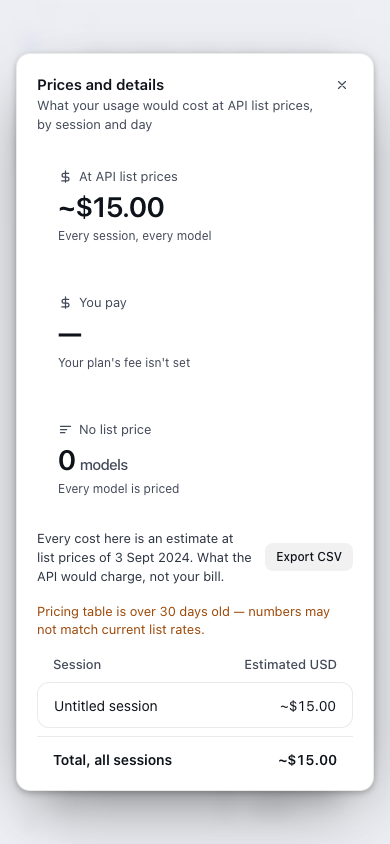 Prices and details
What your usage would cost at API list prices,
by session and day
At API list prices
~$15.00
Every session, every model
You pay
—
Your plan's fee isn't set
No list price
0 models
Every model is priced
Every cost here is an estimate at
list prices of 3 Sept 2024. What the
API would charge, not your bill.
Export CSV
Pricing table is over 30 days old — numbers may
not match current list rates.
Session Estimated USD
Untitled session ~$15.00
Total, all sessions ~$15.00